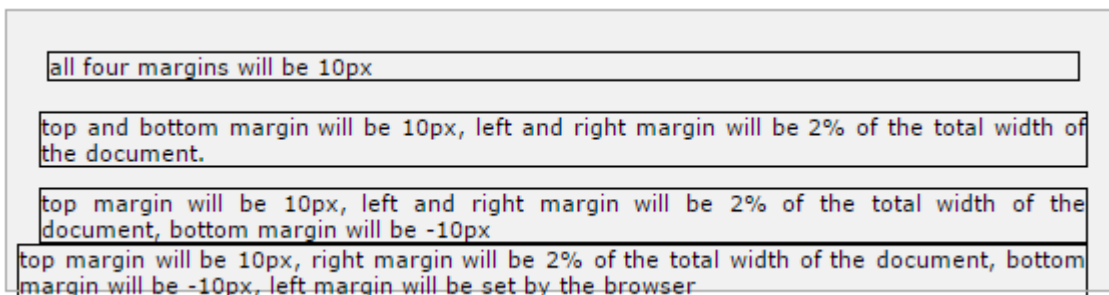 all four margins will be 10px
top and bottom margin will be 10px, left and right margin will be 2% of the total width of
the document.
top margin will be 10px, left and right margin will be 2% of the total width of the
document, bottom margin will be -10px
top margin will be 10px, right margin will be 2% of the total width of the document, bottom
margin will be -10px, left margin will be set by the browser